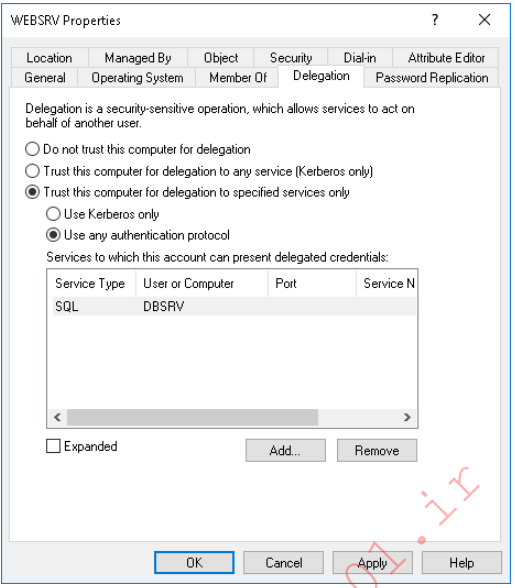 WEBSRV Properties
?
Location Managed By Object Security Dial-in Attribute Editor
General Operating System Member Of Delegation Password Replication
Delegation is a security-sensitive operation, which allows services to act on
behalf of another user.
Do not trust this computer for delegation
Trust this computer for delegation to any service (Kerberos only)
Trust this computer for delegation to specified services only
Use Kerberos only
Use any authentication protocol
Services to which this account can present delegated credentials:
Service Type User or Computer Port Service N
SQL DBSRV
Expanded Add... Remove
OK Cancel Apply Help
01.ir